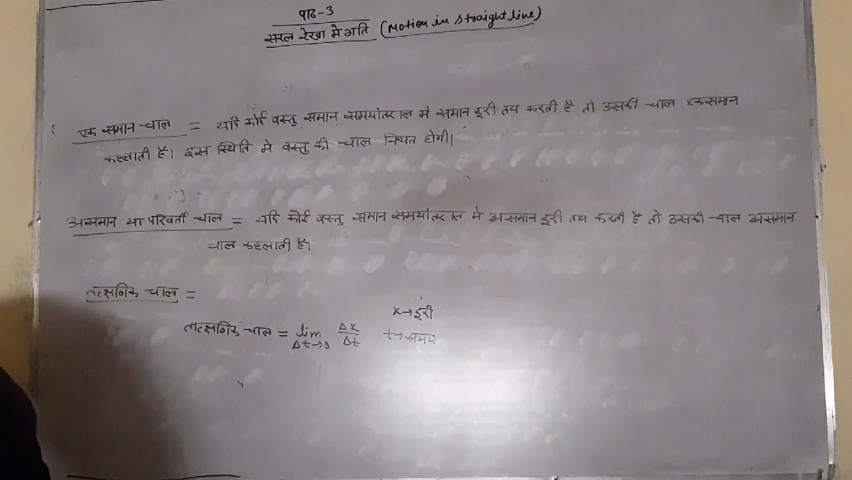 पाठ-3
सरल रेखा मे गति (Motion in straight line)
एक समान चाल = यदि कोई वस्तु समान समयांतराल मे समान दूरी तय करती है तो उसकी चाल एकसमान
कहलाती है। इस स्थिति मे वस्तु की चाल नियत होगी।
असमान या परिवर्ती चाल = यदि कोई वस्तु समान समयांतराल मे असमान दूरी तय करती है तो उसकी चाल असमान
चाल कहलाती है।
तात्क्षणिक चाल =
x→दूरी
तात्क्षणिक चाल = lim Δx/Δt t→समय
Δt→0